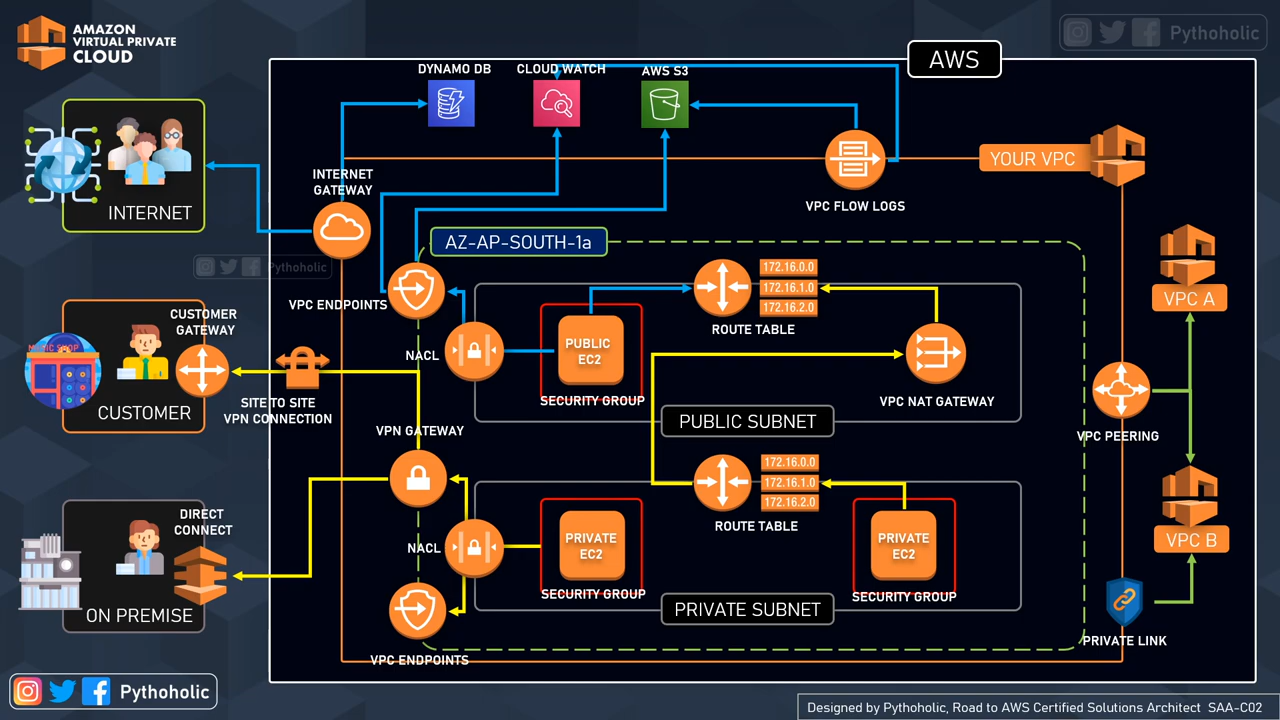 AMAZON
VIRTUAL PRIVATE
CLOUD
Pythoholic
AWS
DYNAMO DB
CLOUD WATCH
AWS S3
YOUR VPC
INTERNET
GATEWAY
INTERNET
VPC FLOW LOGS
AZ-AP-SOUTH-1a
Pythoholic
172.16.0.0
172.16.1.0
172.16.2.0
VPC A
VPC ENDPOINTS
CUSTOMER
GATEWAY
ROUTE TABLE
MUSIC SHOP
NACL
PUBLIC
EC2
SECURITY GROUP
VPC NAT GATEWAY
SITE TO SITE
VPN CONNECTION
CUSTOMER
VPN GATEWAY
PUBLIC SUBNET
VPC PEERING
172.16.0.0
172.16.1.0
172.16.2.0
ROUTE TABLE
DIRECT
CONNECT
VPC B
NACL
PRIVATE
EC2
PRIVATE
EC2
SECURITY GROUP
SECURITY GROUP
PRIVATE SUBNET
ON PREMISE
PRIVATE LINK
VPC ENDPOINTS
Pythoholic
Designed by Pythoholic, Road to AWS Certified Solutions Architect SAA-C02